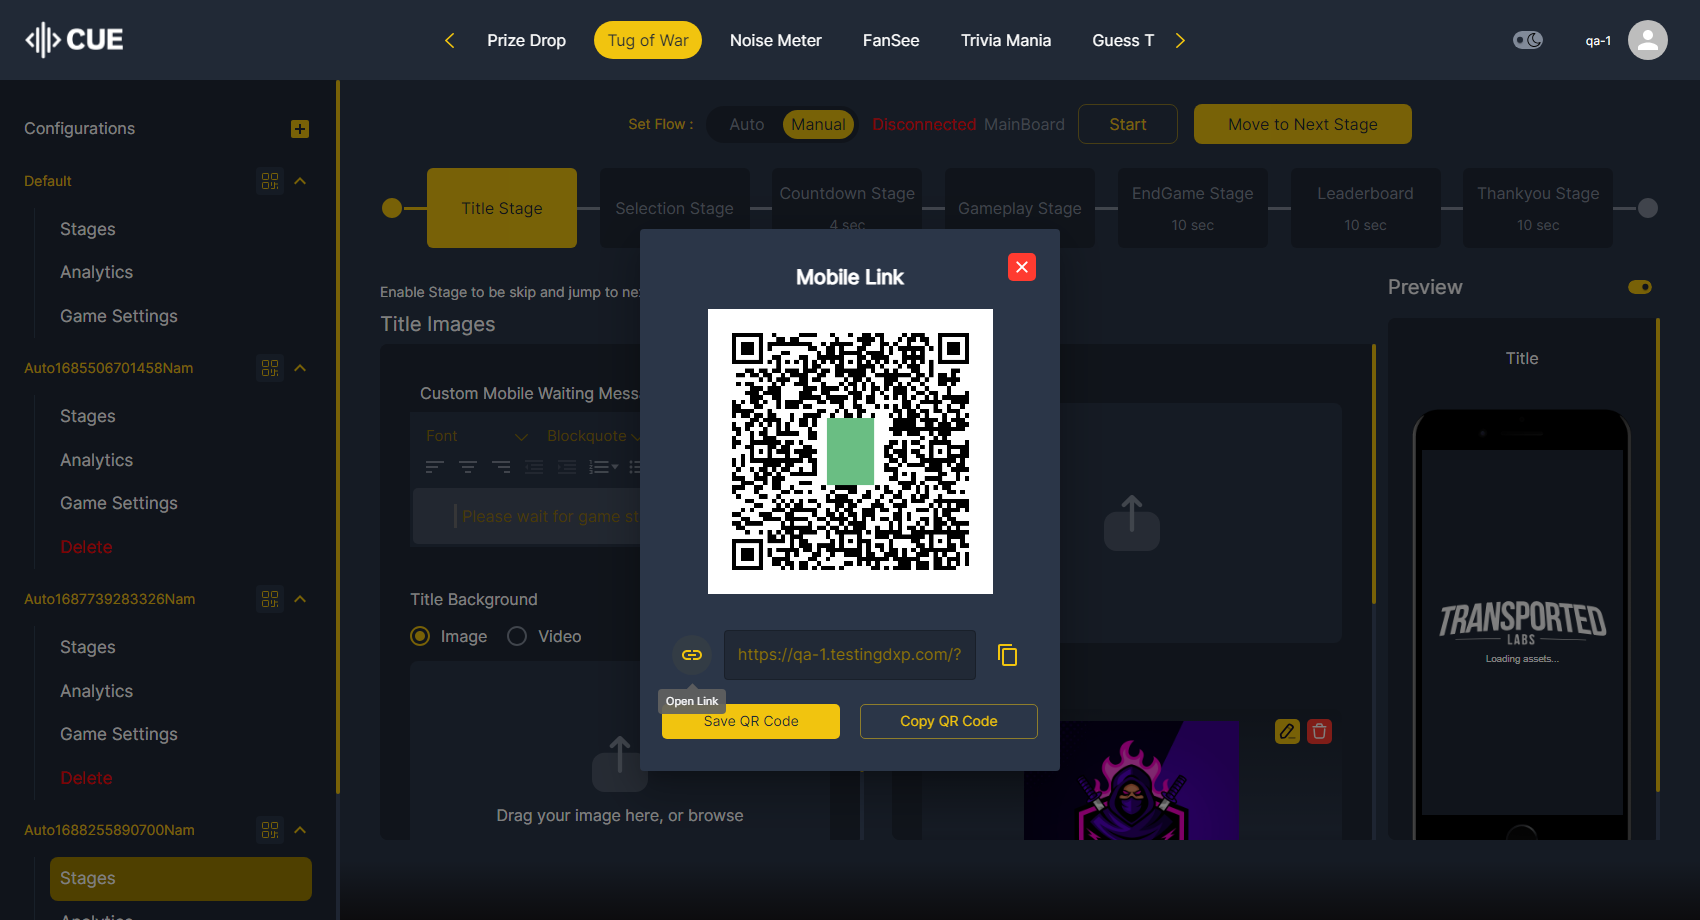 CUE
Prize Drop
Tug of War
Noise Meter
FanSee
Trivia Mania
Guess T
qa-1
Configurations
Default
Stages
Analytics
Game Settings
Auto1685506701458Nam
Stages
Analytics
Game Settings
Delete
Auto1687739283326Nam
Stages
Analytics
Game Settings
Delete
Auto1688255890700Nam
Stages
Analytics
Set Flow :
Auto
Manual
Disconnected MainBoard
Start
Move to Next Stage
Title Stage
Selection Stage
Countdown Stage
4 sec
Gameplay Stage
EndGame Stage
10 sec
Leaderboard
10 sec
Thankyou Stage
10 sec
Enable Stage to be skip and jump to ne
Title Images
Custom Mobile Waiting Mess
Font
Blockquote
Please wait for game st
Title Background
Image
Video
Drag your image here, or browse
Mobile Link
https://qa-1.testingdxp.com/?
Open Link
Save QR Code
Copy QR Code
Preview
Title
TRANSPORTED
LABS
Loading assets...